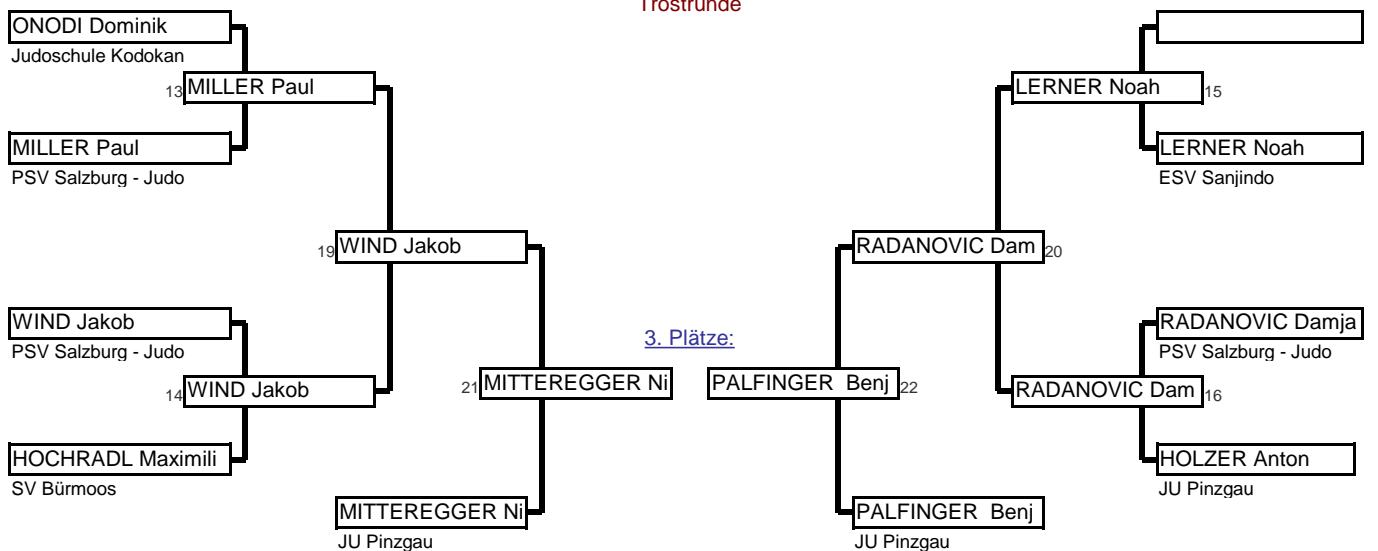 Trostrunde
ONODI Dominik
Judoschule Kodokan
13 MILLER Paul
MILLER Paul
PSV Salzburg - Judo
19 WIND Jakob
WIND Jakob
PSV Salzburg - Judo
14 WIND Jakob
HOCHRADL Maximili
SV Bürmoos
21 MITTEREGGER Ni
MITTEREGGER Ni
JU Pinzgau
3. Plätze:
LERNER Noah 15
LERNER Noah
ESV Sanjindo
RADANOVIC Dam 20
RADANOVIC Damja
PSV Salzburg - Judo
PALFINGER Benj 22
RADANOVIC Dam 16
HOLZER Anton
JU Pinzgau
PALFINGER Benj
JU Pinzgau